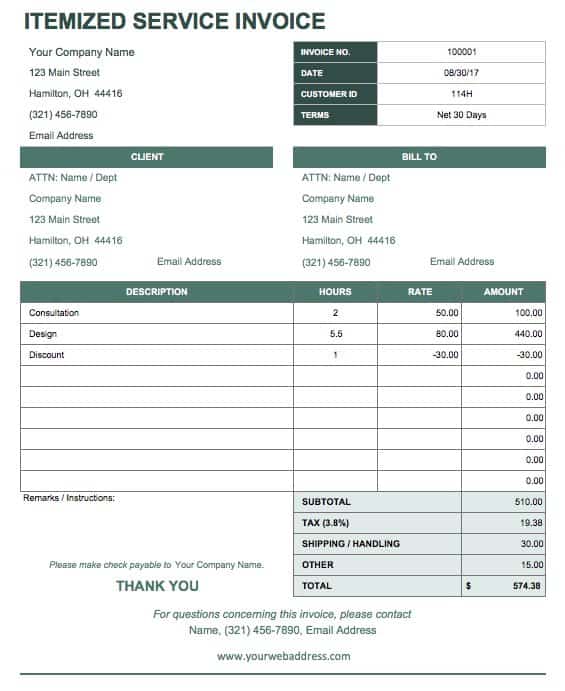 ITEMIZED SERVICE INVOICE
Your Company Name
123 Main Street
Hamilton, OH 44416
(321) 456-7890
Email Address
INVOICE NO. 100001
DATE 08/30/17
CUSTOMER ID 114H
TERMS Net 30 Days
CLIENT
ATTN: Name / Dept
Company Name
123 Main Street
Hamilton, OH 44416
(321) 456-7890 Email Address
BILL TO
ATTN: Name / Dept
Company Name
123 Main Street
Hamilton, OH 44416
(321) 456-7890 Email Address
DESCRIPTION HOURS RATE AMOUNT
Consultation 2 50.00 100.00
Design 5.5 80.00 440.00
Discount 1 -30.00 -30.00
0.00
0.00
0.00
0.00
0.00
0.00
Remarks / Instructions:
SUBTOTAL 510.00
TAX (3.8%) 19.38
SHIPPING / HANDLING 30.00
OTHER 15.00
TOTAL $ 574.38
Please make check payable to Your Company Name.
THANK YOU
For questions concerning this invoice, please contact
Name, (321) 456-7890, Email Address
www.yourwebaddress.com